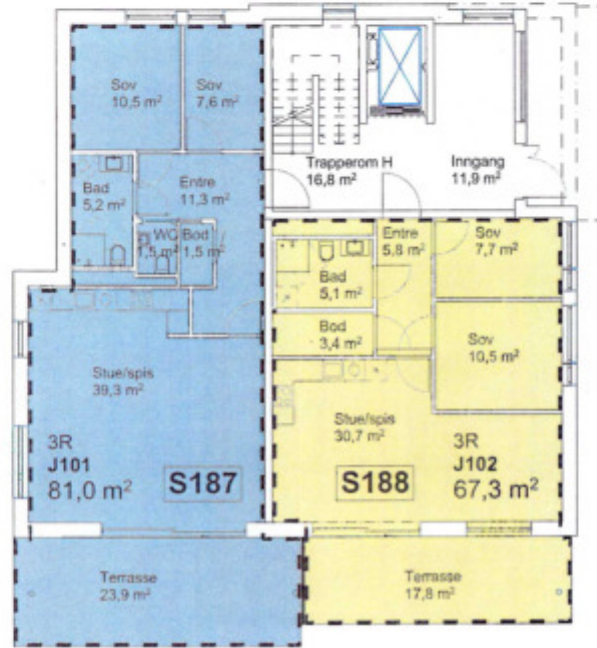 Sov
10,5 m²
Sov
7,6 m²
Trapperom H
16,8 m²
Inngang
11,9 m²
Bad
5,2 m²
Entre
11,3 m²
WC
1,5 m²
Bod
1,5 m²
Entre
5,8 m²
Sov
7,7 m²
Bad
5,1 m²
Bod
3,4 m²
Sov
10,5 m²
Stue/spis
39,3 m²
3R
J101
81,0 m²
S187
Stue/spis
30,7 m²
S188
3R
J102
67,3 m²
Terrasse
23,9 m²
Terrasse
17,8 m²